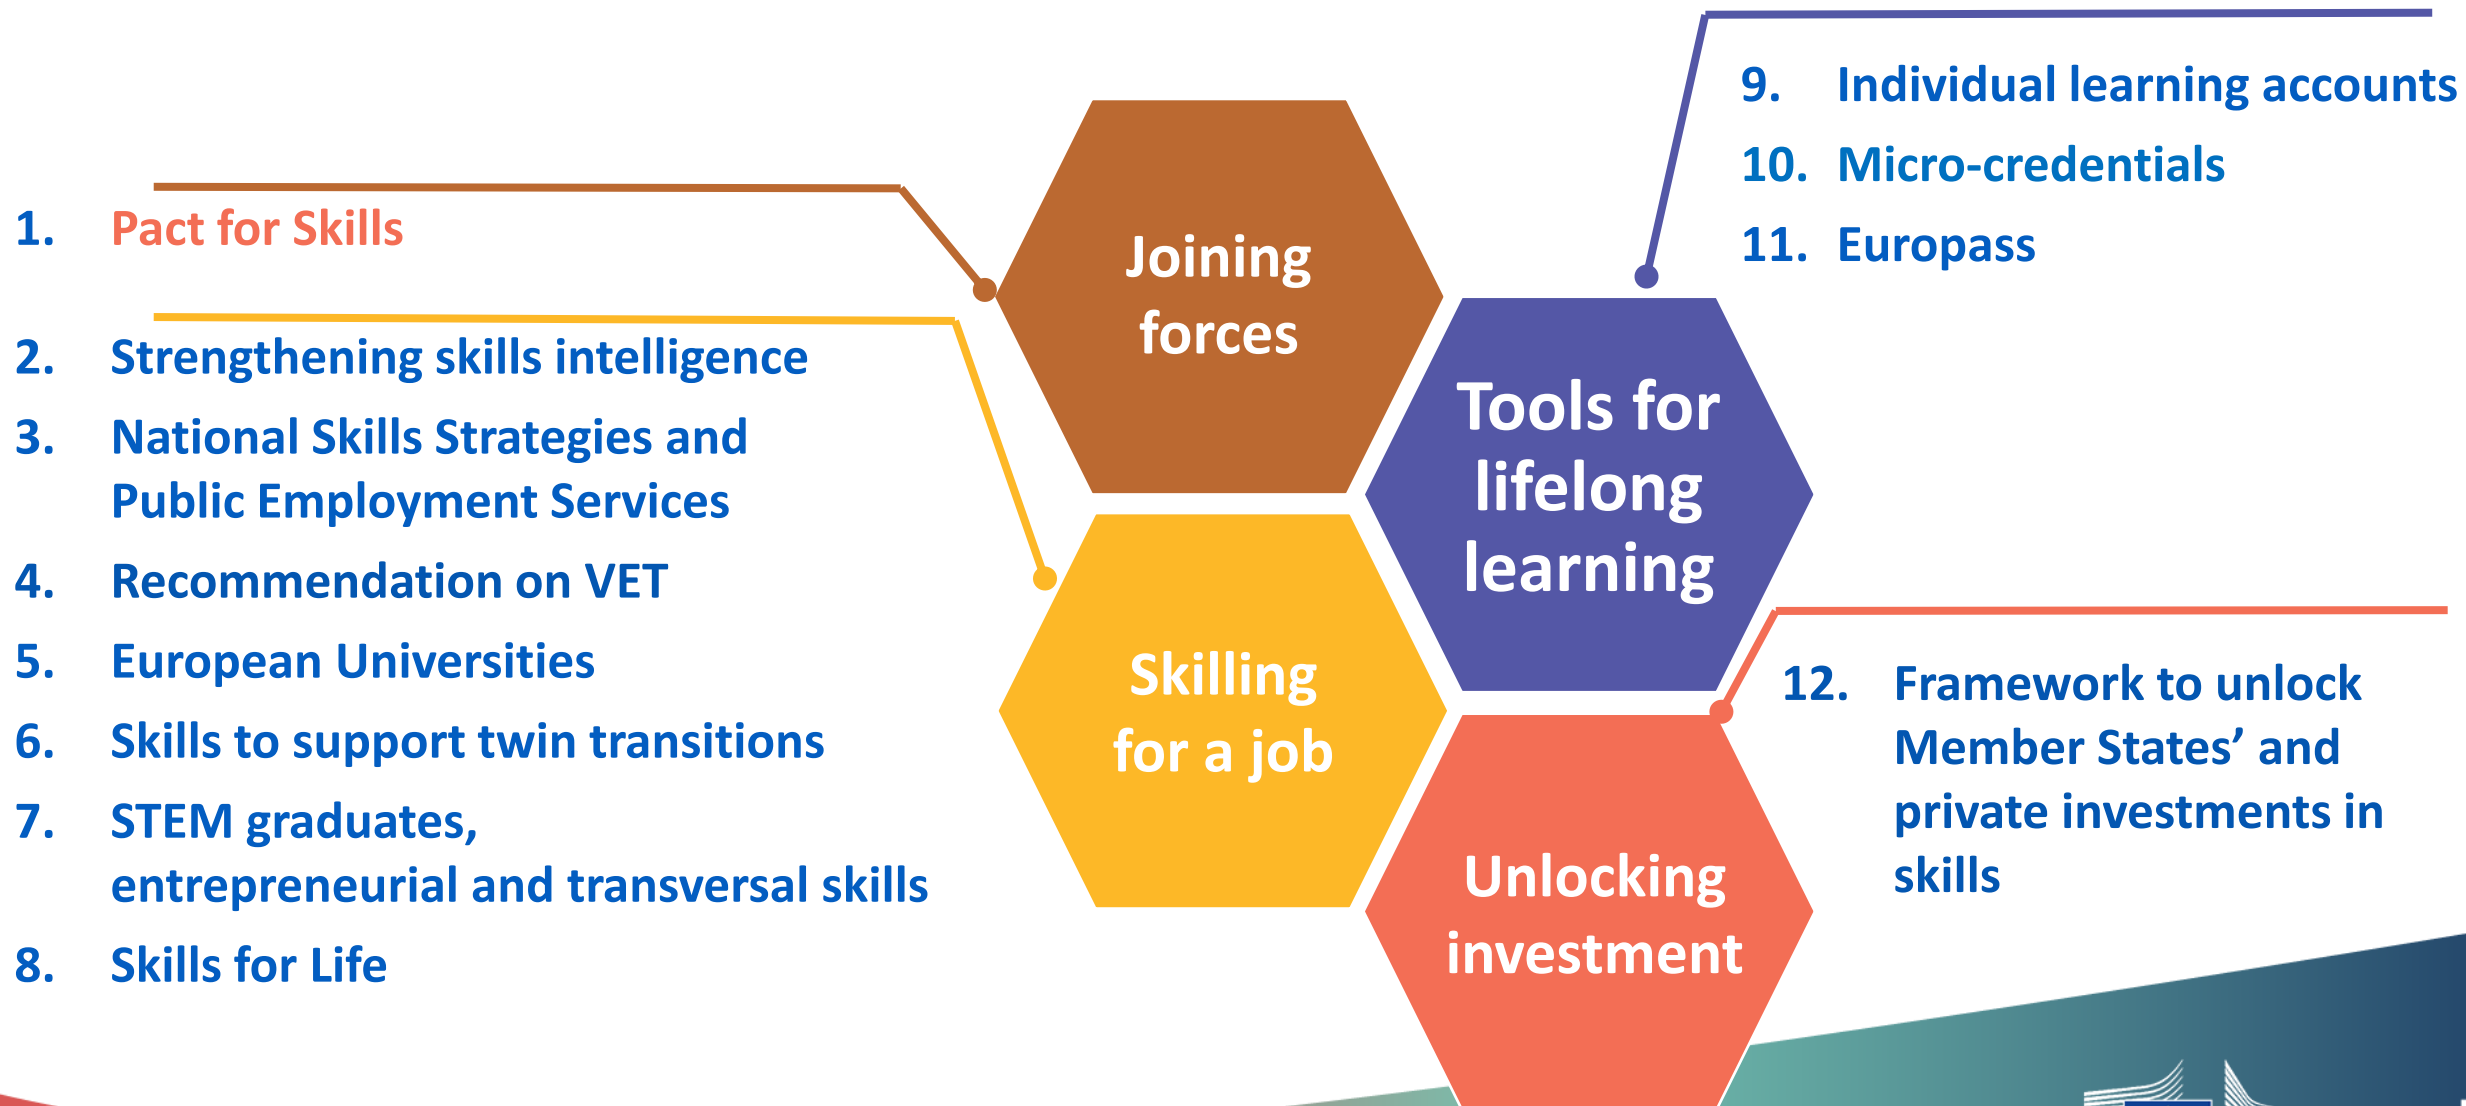 1. Pact for Skills
2. Strengthening skills intelligence
3. National Skills Strategies and
Public Employment Services
4. Recommendation on VET
5. European Universities
6. Skills to support twin transitions
7. STEM graduates,
entrepreneurial and transversal skills
8. Skills for Life
Joining
forces
Skilling
for a job
Tools for
lifelong
learning
Unlocking
investment
9. Individual learning accounts
10. Micro-credentials
11. Europass
12. Framework to unlock
Member States’ and
private investments in
skills